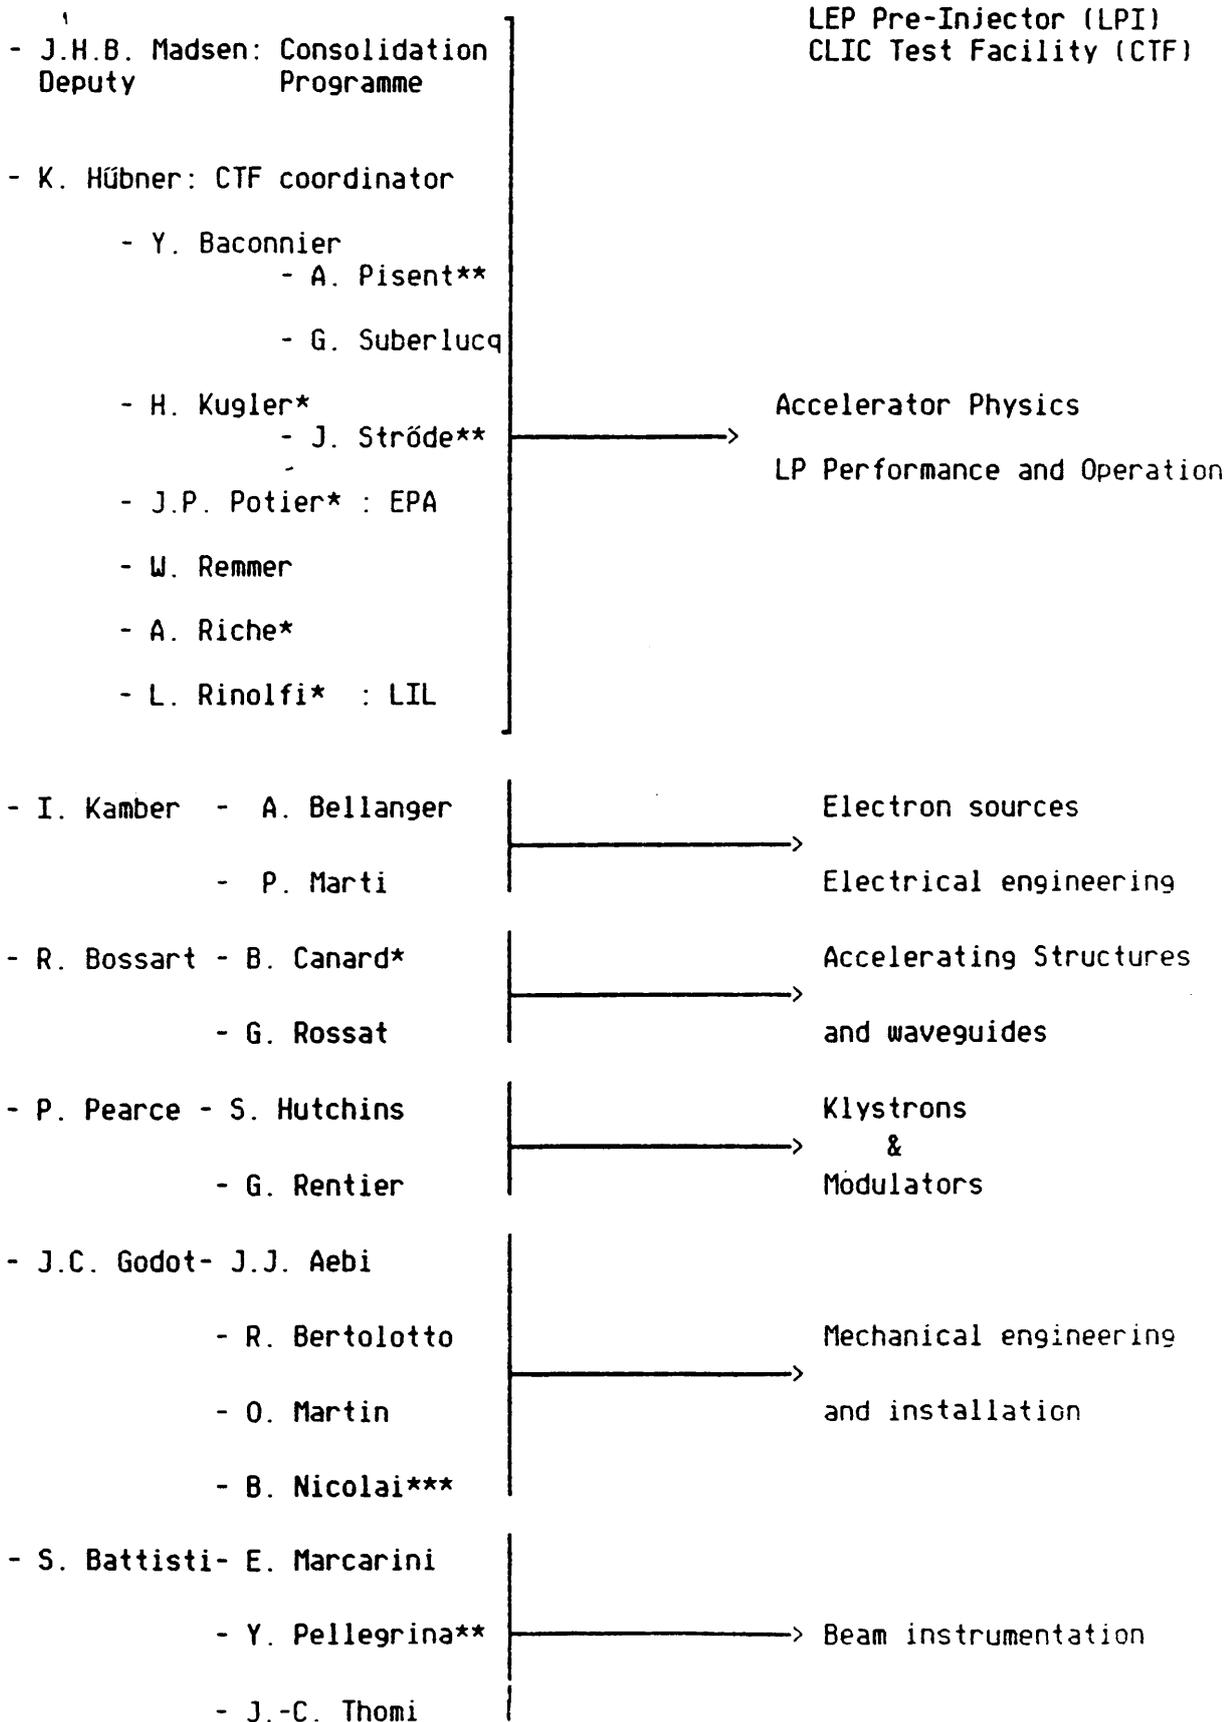 LEP Pre-Injector (LPI)
- J.H.B. Madsen: Consolidation
CLIC Test Facility (CTF)
Deputy Programme
- K. Hűbner: CTF coordinator
- Y. Baconnier
- A. Pisent**
- G. Suberlucq
- H. Kugler*
Accelerator Physics
- J. Strőde**
LP Performance and Operation
-
- J.P. Potier* : EPA
- W. Remmer
- A. Riche*
- L. Rinolfi* : LIL
- I. Kamber - A. Bellanger
Electron sources
- P. Marti
Electrical engineering
- R. Bossart - B. Canard*
Accelerating Structures
- G. Rossat
and waveguides
- P. Pearce - S. Hutchins
Klystrons
&
- G. Rentier
Modulators
- J.C. Godot- J.J. Aebi
- R. Bertolotto
Mechanical engineering
- O. Martin
and installation
- B. Nicolai***
- S. Battisti- E. Marcarini
- Y. Pellegrina**
Beam instrumentation
- J.-C. Thomi